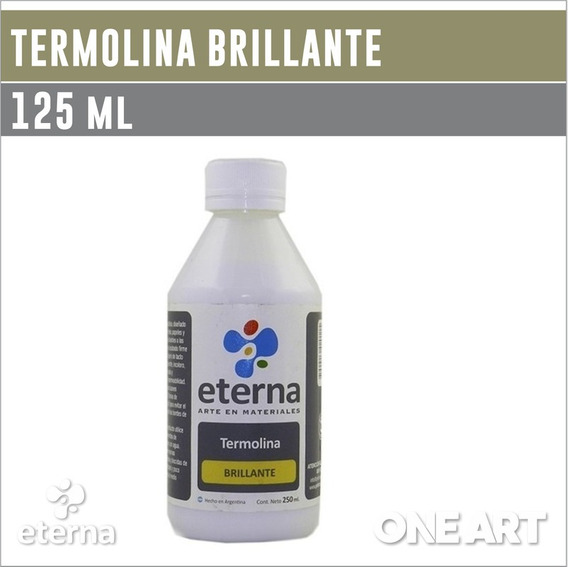 TERMOLINA BRILLANTE
125 ML
eterna
ARTE EN MATERIALES
Termolina
BRILLANTE
Hecho en Argentina Cont. Neto 250 ml.
eterna
ONE ART